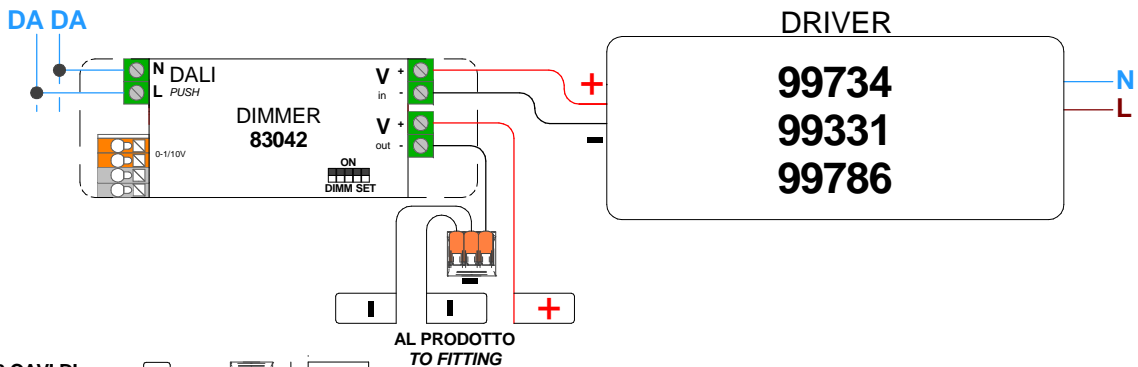 DRIVER
DA DA
N DALI
L PUSH
V + in -
V + out -
DIMMER
83042
0-1/10V
ON
DIMM SET
+
-
99734
99331
99786
N
L
-
- - +
AL PRODOTTO
TO FITTING